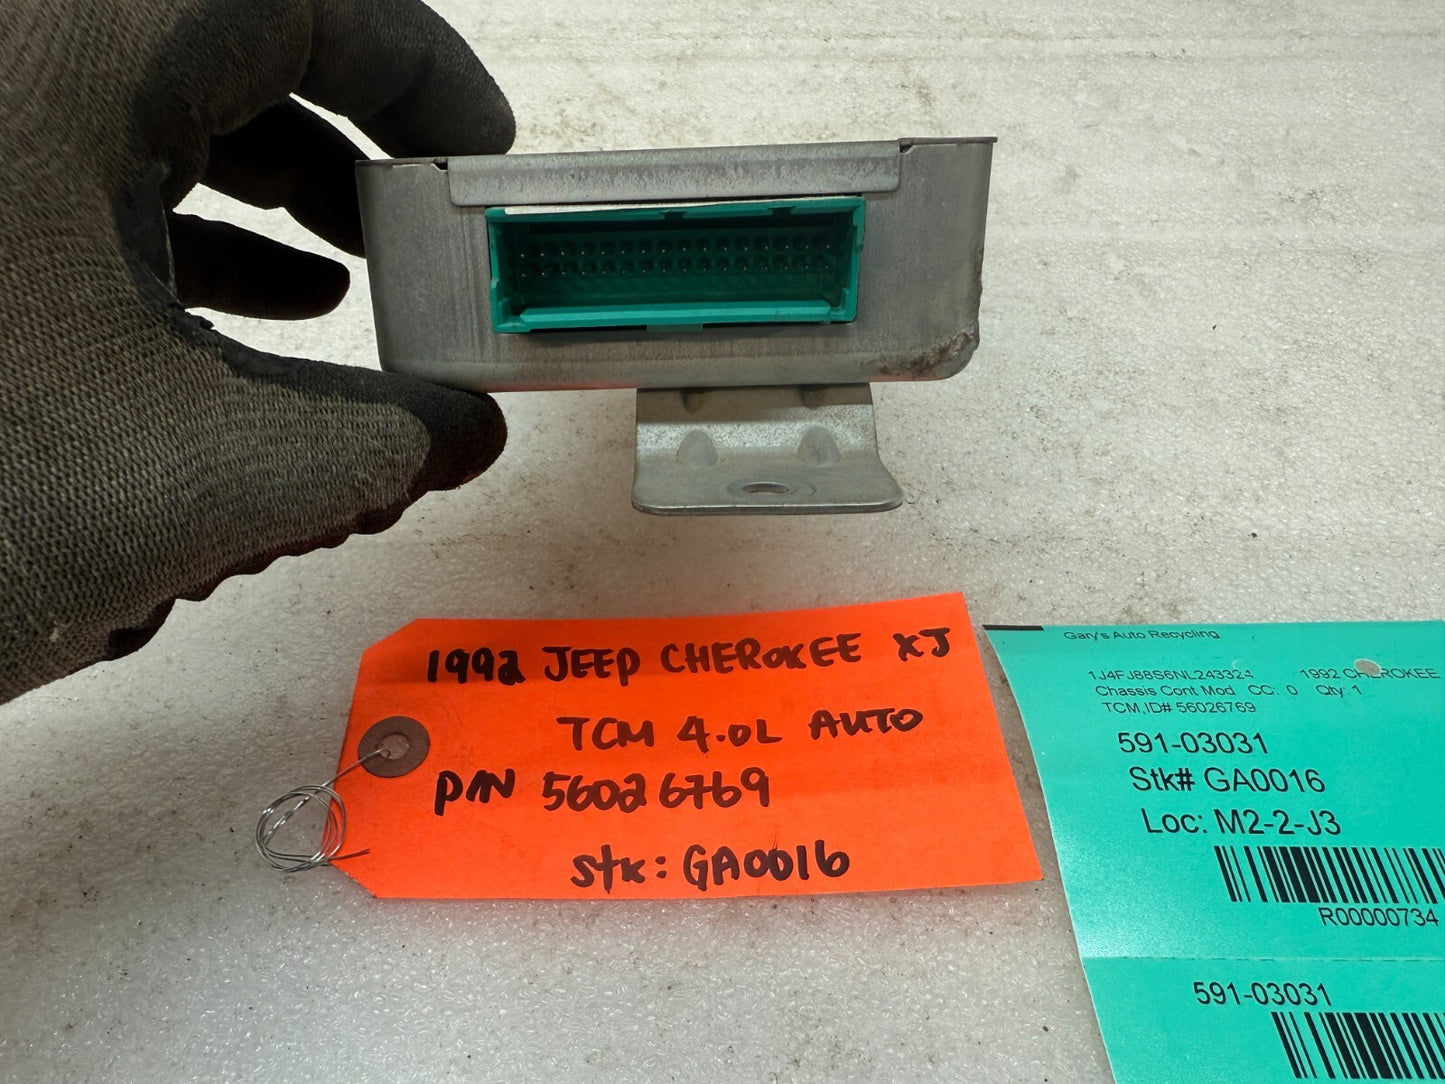 1992 JEEP CHEROKEE XJ
TCM 4.0L AUTO
P/N 56026769
stk: GA0016
Gary's Auto Recycling
1J4FJ88S6NL243324 1992 CHEROKEE
Chassis Cont Mod CC: 0 Qty: 1
TCM,ID# 56026769
591-03031
Stk# GA0016
Loc: M2-2-J3
R00000734
591-03031